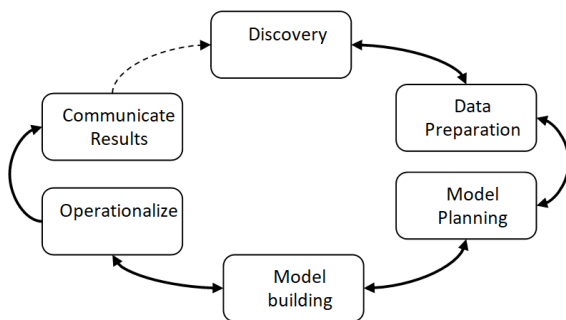 Discovery
Data
Preparation
Model
Planning
Model
building
Operationalize
Communicate
Results